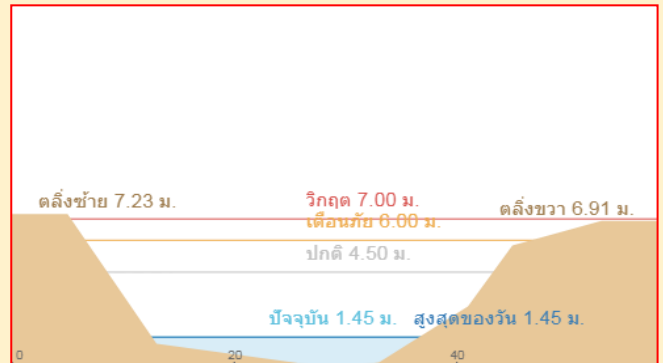 ตลิ่งซ้าย 7.23 ม.
วิกฤต 7.00 ม.
ตลิ่งขวา 6.91 ม.
เตือนภัย 6.00 ม.
ปกติ 4.50 ม.
ปัจจุบัน 1.45 ม. สูงสุดของวัน 1.45 ม.
0 20 40